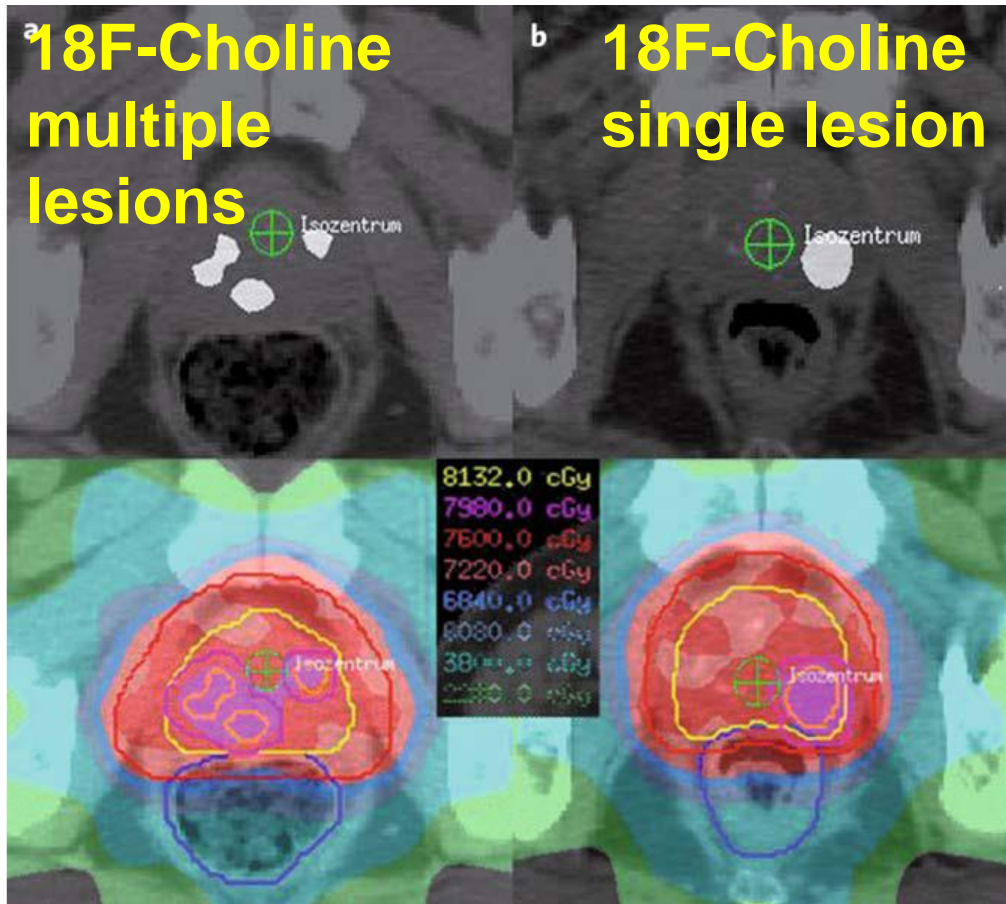 a
18F-Choline
multiple
lesions
b
18F-Choline
single lesion
Isozentrum
Isozentrum
8132.0 cGy
7980.0 cGy
7600.0 cGy
7220.0 cGy
6840.0 cGy
cGy
Isozentrum
Isozentrum